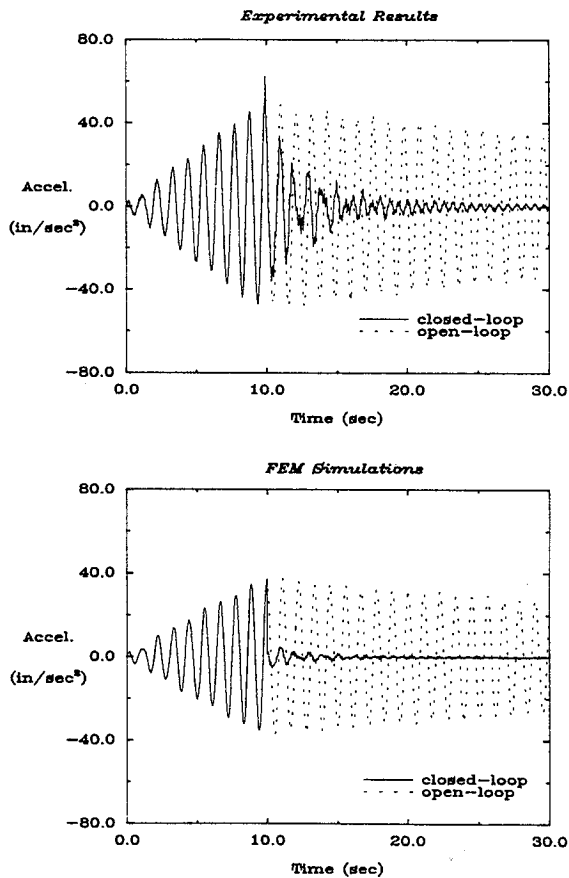 Experimental Results
80.0
40.0
Accel.
0.0
(in/sec²)
−40.0
closed−loop
open−loop
−80.0
0.0 10.0 20.0 30.0
Time (sec)
FEM Simulations
80.0
40.0
Accel.
0.0
(in/sec²)
−40.0
closed−loop
open−loop
−80.0
0.0 10.0 20.0 30.0
Time (sec)